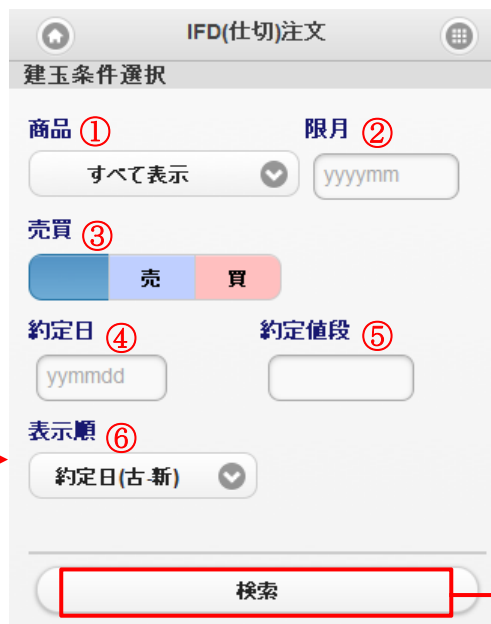 IFD(仕切)注文
建玉条件選択
商品 ① 限月 ②
すべて表示 yyyymm
売買 ③
売 買
約定日 ④ 約定値段 ⑤
yymmdd
表示順 ⑥
約定日(古-新)
検索